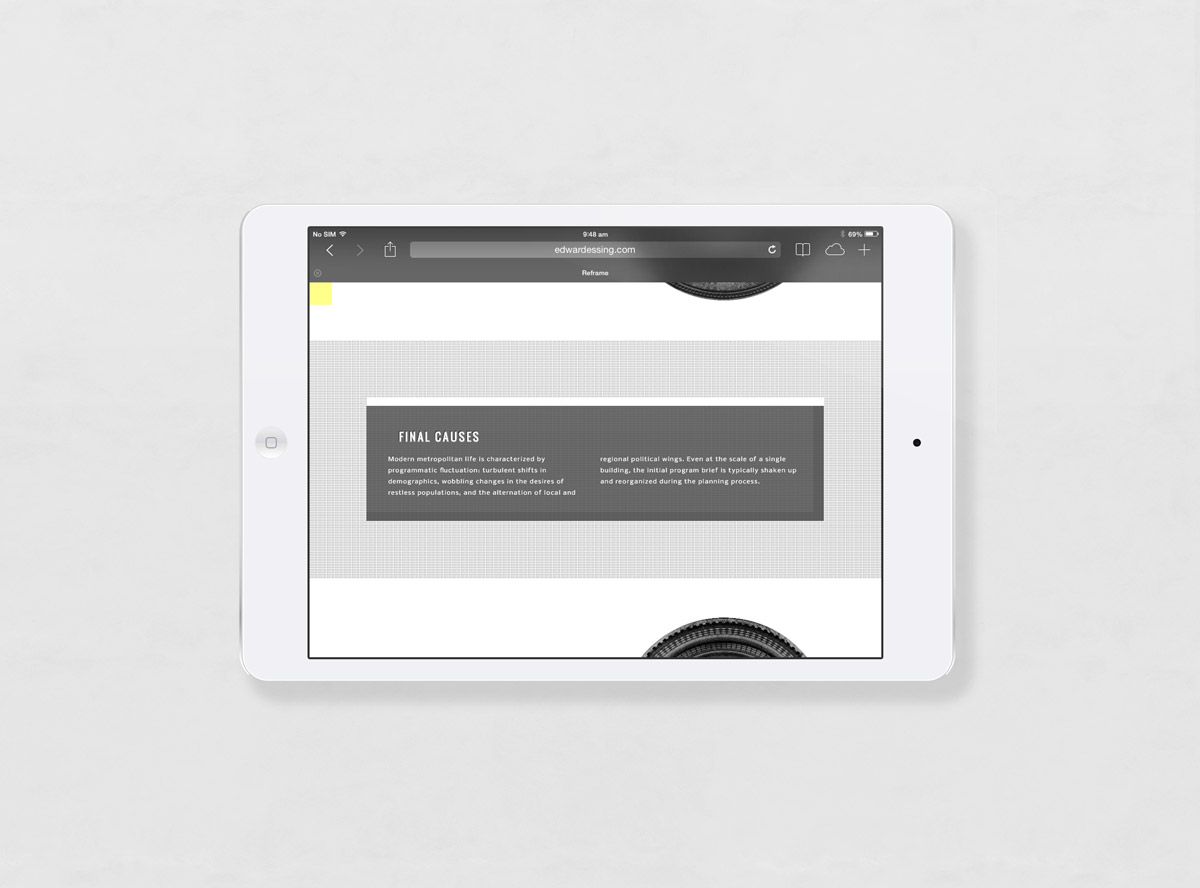 No SIM
9:48 am
69%
edwardessing.com
Reframe
FINAL CAUSES
Modern metropolitan life is characterized by
programmatic fluctuation: turbulent shifts in
demographics, wobbling changes in the desires of
restless populations, and the alternation of local and
regional political wings. Even at the scale of a single
building, the initial program brief is typically shaken up
and reorganized during the planning process.